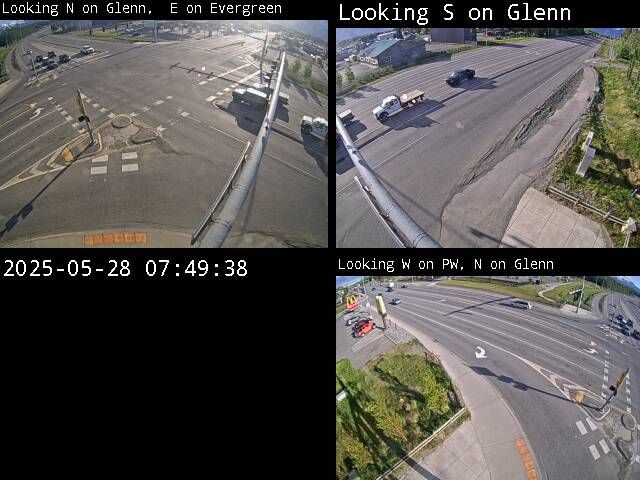 Looking N on Glenn,  E on Evergreen
Looking S on Glenn
2025-05-28 07:49:38
Looking W on PW, N on Glenn